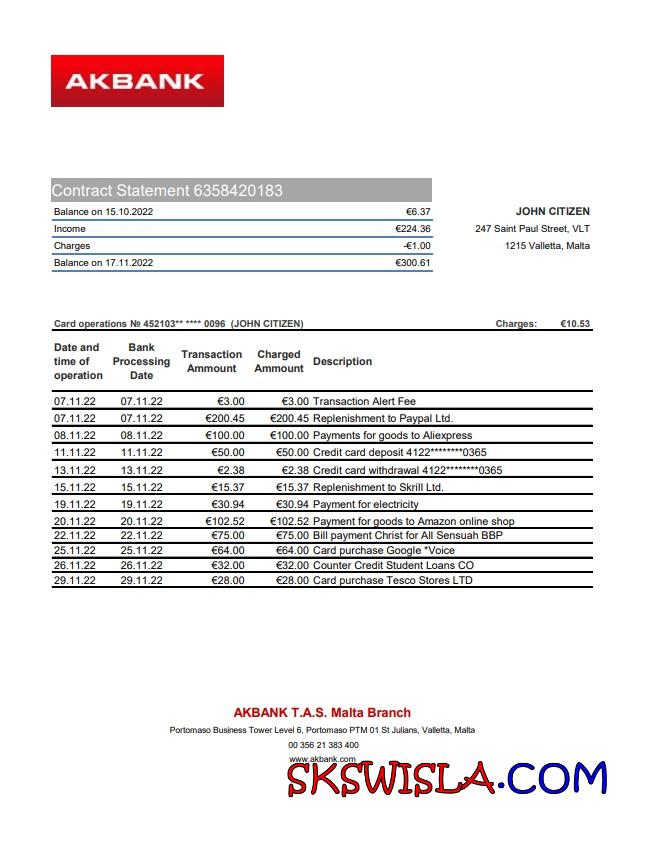 AKBANK
Contract Statement 6358420183
Balance on 15.10.2022 €6.37
Income €224.36
Charges -€1.00
Balance on 17.11.2022 €300.61
JOHN CITIZEN
247 Saint Paul Street, VLT
1215 Valletta, Malta
Card operations № 452103** **** 0096 (JOHN CITIZEN) Charges: €10.53
Date and time of operation Bank Processing Date Transaction Amount Charged Amount Description
07.11.22 07.11.22 €3.00 €3.00 Transaction Alert Fee
07.11.22 07.11.22 €200.45 €200.45 Replenishment to Paypal Ltd.
08.11.22 08.11.22 €100.00 €100.00 Payments for goods to Aliexpress
11.11.22 11.11.22 €50.00 €50.00 Credit card deposit 4122********0365
13.11.22 13.11.22 €2.38 €2.38 Credit card withdrawal 4122********0365
15.11.22 15.11.22 €15.37 €15.37 Replenishment to Skrill Ltd.
19.11.22 19.11.22 €30.94 €30.94 Payment for electricity
20.11.22 20.11.22 €102.52 €102.52 Payment for goods to Amazon online shop
22.11.22 22.11.22 €75.00 €75.00 Bill payment Christ for All Sensuah BBP
25.11.22 25.11.22 €64.00 €64.00 Card purchase Google *Voice
26.11.22 26.11.22 €32.00 €32.00 Counter Credit Student Loans CO
29.11.22 29.11.22 €28.00 €28.00 Card purchase Tesco Stores LTD
AKBANK T.A.S. Malta Branch
Portomaso Business Tower Level 6, Portomaso PTM 01 St Julians, Valletta, Malta
00 356 21 383 400
www.akbank.com
SKSWISLA.COM